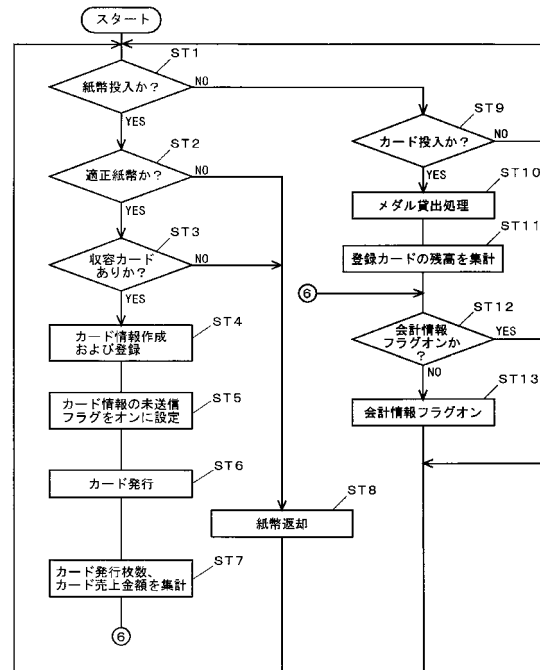 スタート
ST1
紙幣投入か?
NO
YES
ST2
適正紙幣か?
NO
YES
ST3
収容カード
ありか?
NO
YES
ST4
カード情報作成
および登録
ST5
カード情報の未送信
フラグをオンに設定
ST6
カード発行
ST7
カード発行枚数、
カード売上金額を集計
⑥
ST8
紙幣返却
ST9
カード投入か?
NO
YES
ST10
メダル貸出処理
ST11
登録カードの残高を集計
⑥
ST12
会計情報
フラグオンか
?
YES
NO
ST13
会計情報フラグオン